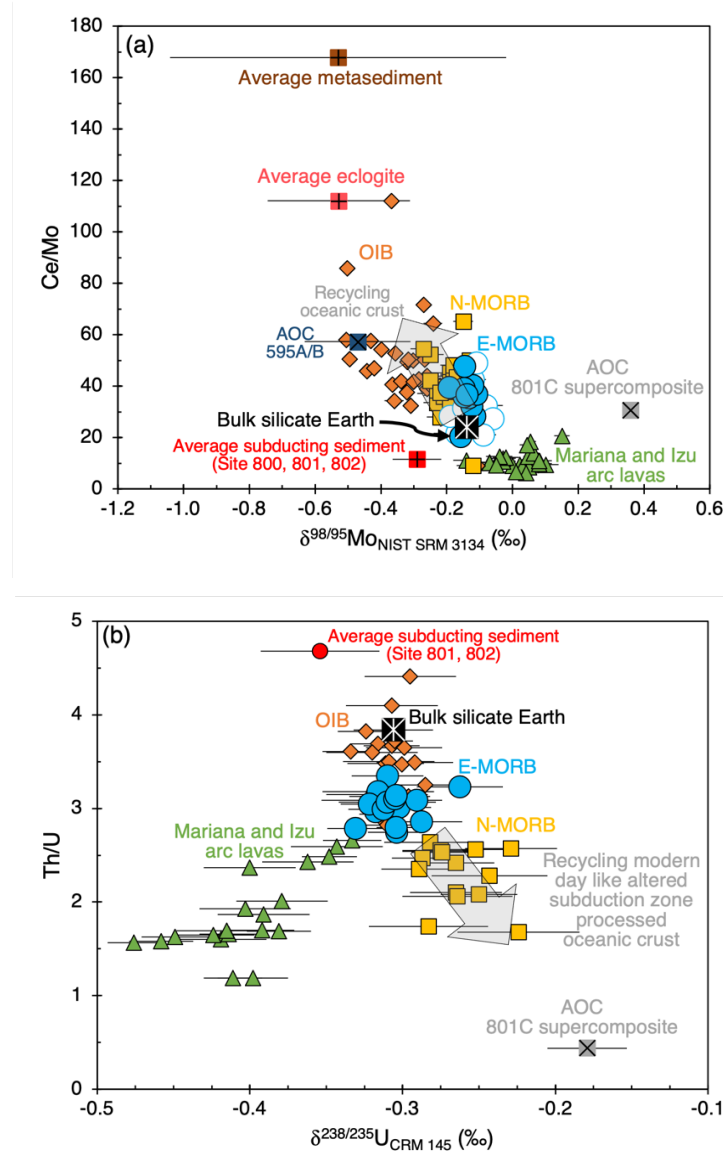 (a)
180
160
140
120
100
80
60
40
20
0
Ce/Mo
Average metasediment
Average eclogite
OIB
Recycling
oceanic crust
N-MORB
AOC
595A/B
E-MORB
AOC
801C supercomposite
Bulk silicate Earth
Average subducting sediment
(Site 800, 801, 802)
Mariana and Izu
arc lavas
-1.2 -1.0 -0.8 -0.6 -0.4 -0.2 0.0 0.2 0.4 0.6
δ98/95Mo NIST SRM 3134 (‰)
(b)
5
4
3
2
1
0
Th/U
Average subducting sediment
(Site 801, 802)
OIB
Bulk silicate Earth
E-MORB
Mariana and Izu
arc lavas
N-MORB
Recycling modern
day like altered
subduction zone
processed
oceanic crust
AOC
801C supercomposite
-0.5 -0.4 -0.3 -0.2 -0.1
δ238/235U CRM 145 (‰)